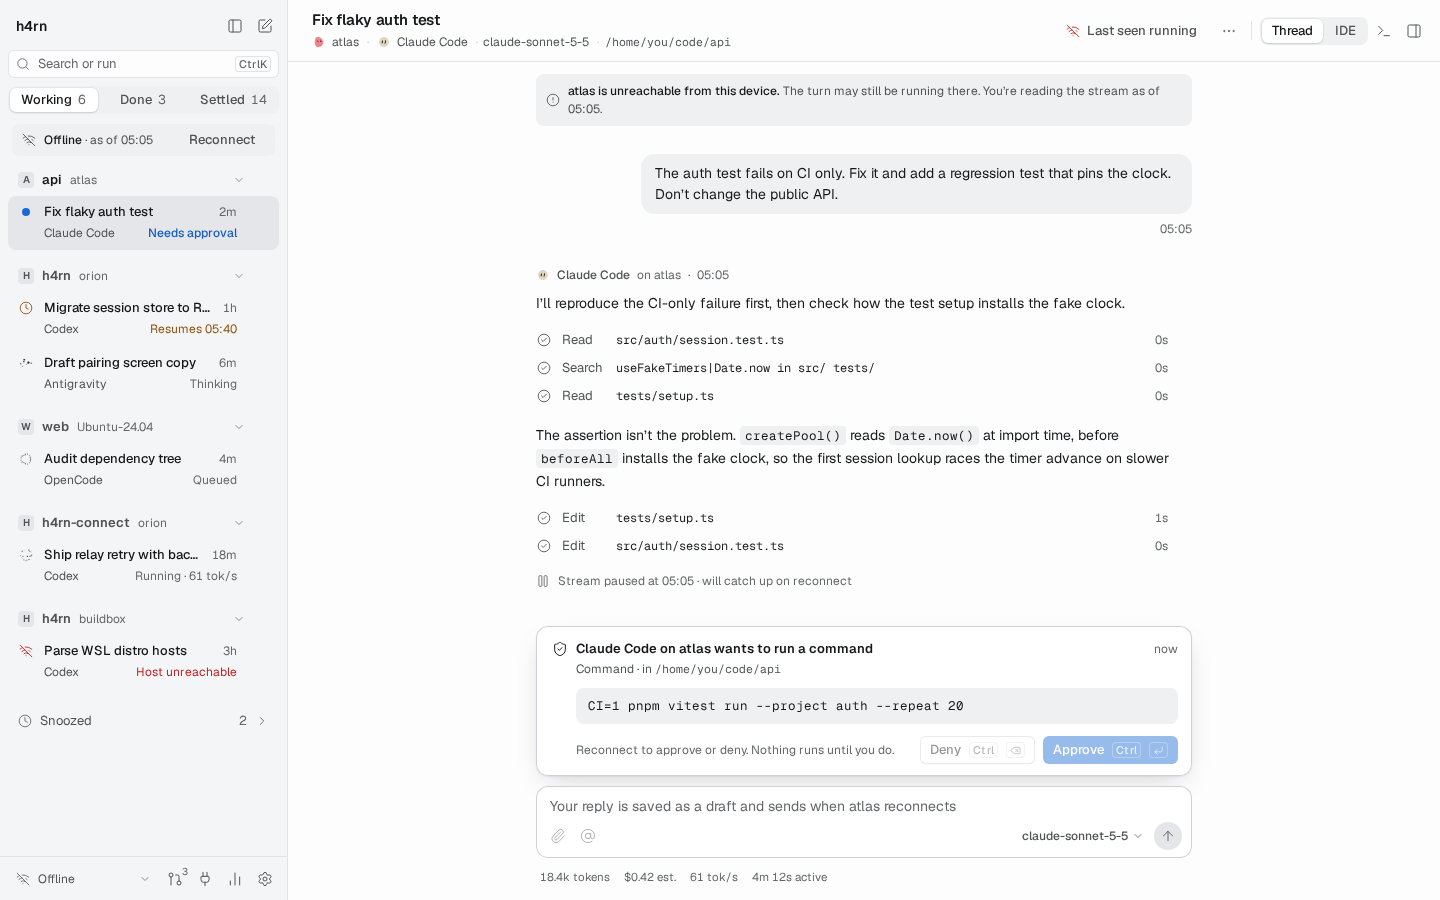 h4rn
Search or run CtrlK
Working 6 Done 3 Settled 14
Offline · as of 05:05 Reconnect
A api atlas
Fix flaky auth test 2m
Claude Code Needs approval
H h4rn orion
Migrate session store to R... 1h
Codex Resumes 05:40
Draft pairing screen copy 6m
Antigravity Thinking
W web Ubuntu-24.04
Audit dependency tree 4m
OpenCode Queued
H h4rn-connect orion
Ship relay retry with bac... 18m
Codex Running · 61 tok/s
H h4rn buildbox
Parse WSL distro hosts 3h
Codex Host unreachable
Snoozed 2
Offline 3
Fix flaky auth test
atlas · Claude Code · claude-sonnet-5-5 · /home/you/code/api
Last seen running Thread IDE
atlas is unreachable from this device. The turn may still be running there. You're reading the stream as of
05:05.
The auth test fails on CI only. Fix it and add a regression test that pins the clock.
Don't change the public API.
05:05
Claude Code on atlas · 05:05
I'll reproduce the CI-only failure first, then check how the test setup installs the fake clock.
Read src/auth/session.test.ts 0s
Search useFakeTimers|Date.now in src/ tests/ 0s
Read tests/setup.ts 0s
The assertion isn't the problem. createPool() reads Date.now() at import time, before
beforeAll installs the fake clock, so the first session lookup races the timer advance on slower
CI runners.
Edit tests/setup.ts 1s
Edit src/auth/session.test.ts 0s
Stream paused at 05:05 · will catch up on reconnect
Claude Code on atlas wants to run a command now
Command · in /home/you/code/api
CI=1 pnpm vitest run --project auth --repeat 20
Reconnect to approve or deny. Nothing runs until you do. Deny Ctrl Approve Ctrl
Your reply is saved as a draft and sends when atlas reconnects
claude-sonnet-5-5
18.4k tokens $0.42 est. 61 tok/s 4m 12s active